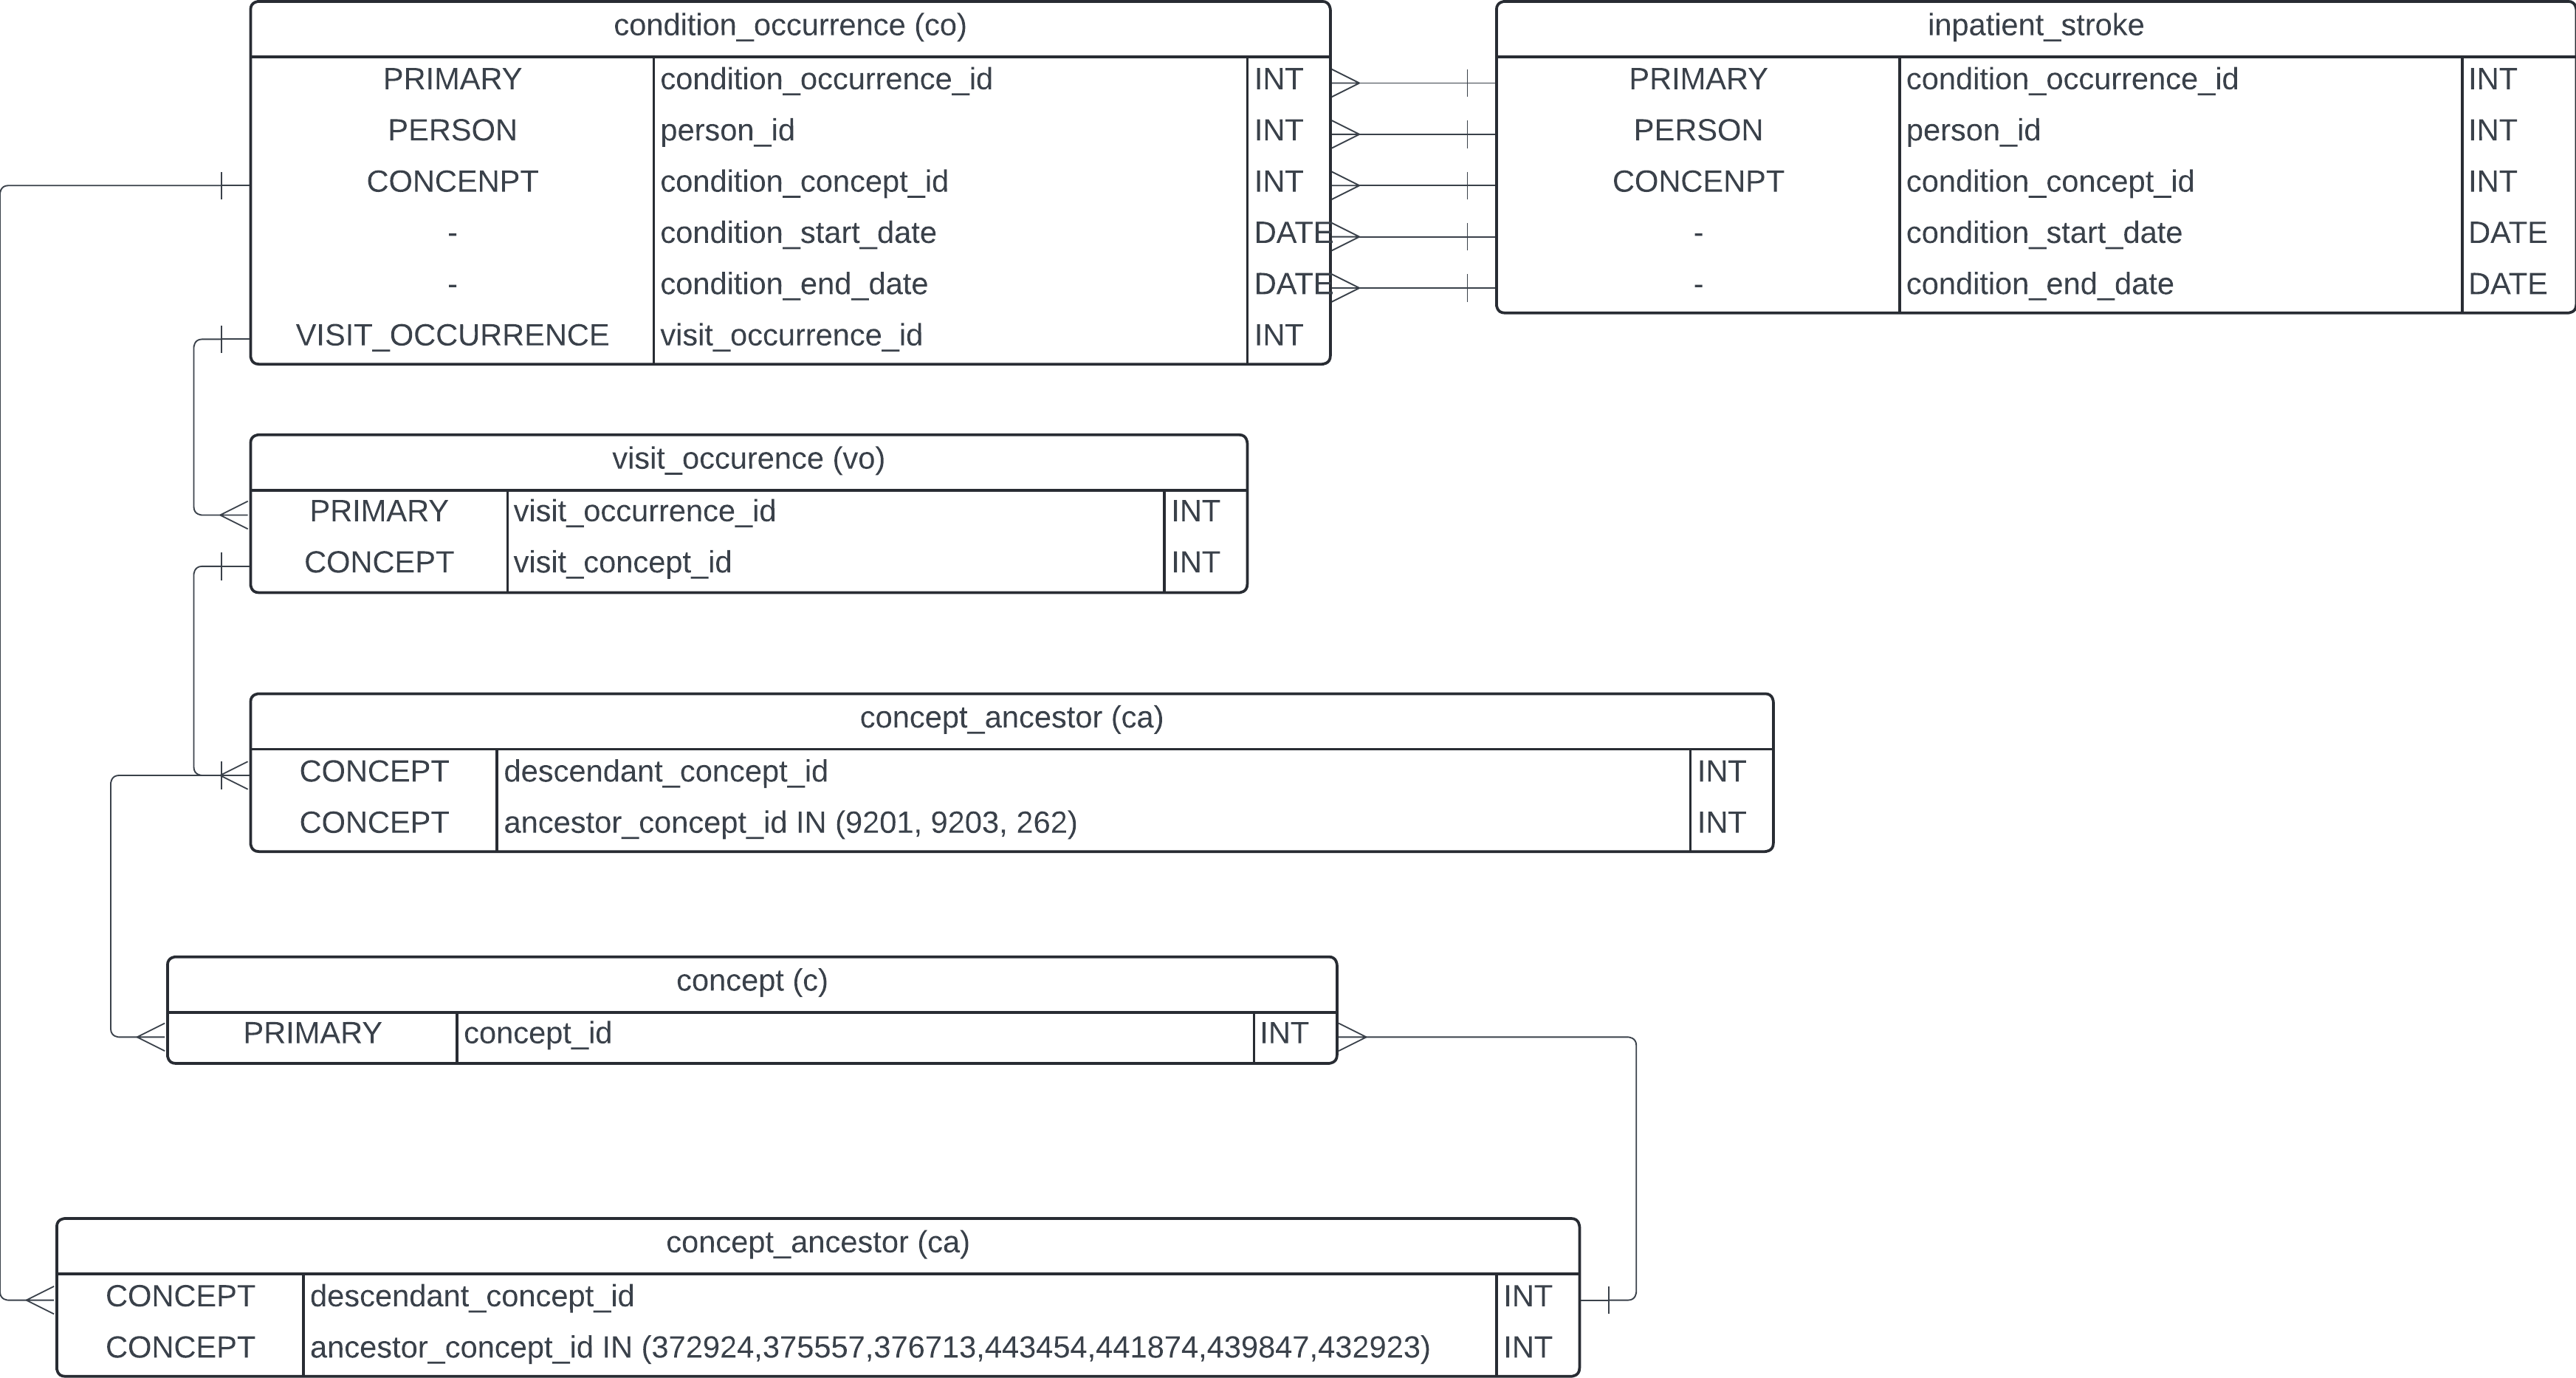 condition_occurrence (co)
PRIMARY condition_occurrence_id INT
PERSON person_id INT
CONCENPT condition_concept_id INT
- condition_start_date DATE
- condition_end_date DATE
VISIT_OCCURRENCE visit_occurrence_id INT
inpatient_stroke
PRIMARY condition_occurrence_id INT
PERSON person_id INT
CONCENPT condition_concept_id INT
- condition_start_date DATE
- condition_end_date DATE
visit_occurence (vo)
PRIMARY visit_occurrence_id INT
CONCEPT visit_concept_id INT
concept_ancestor (ca)
CONCEPT descendant_concept_id INT
CONCEPT ancestor_concept_id IN (9201, 9203, 262) INT
concept (c)
PRIMARY concept_id INT
concept_ancestor (ca)
CONCEPT descendant_concept_id INT
CONCEPT ancestor_concept_id IN (372924,375557,376713,443454,441874,439847,432923) INT